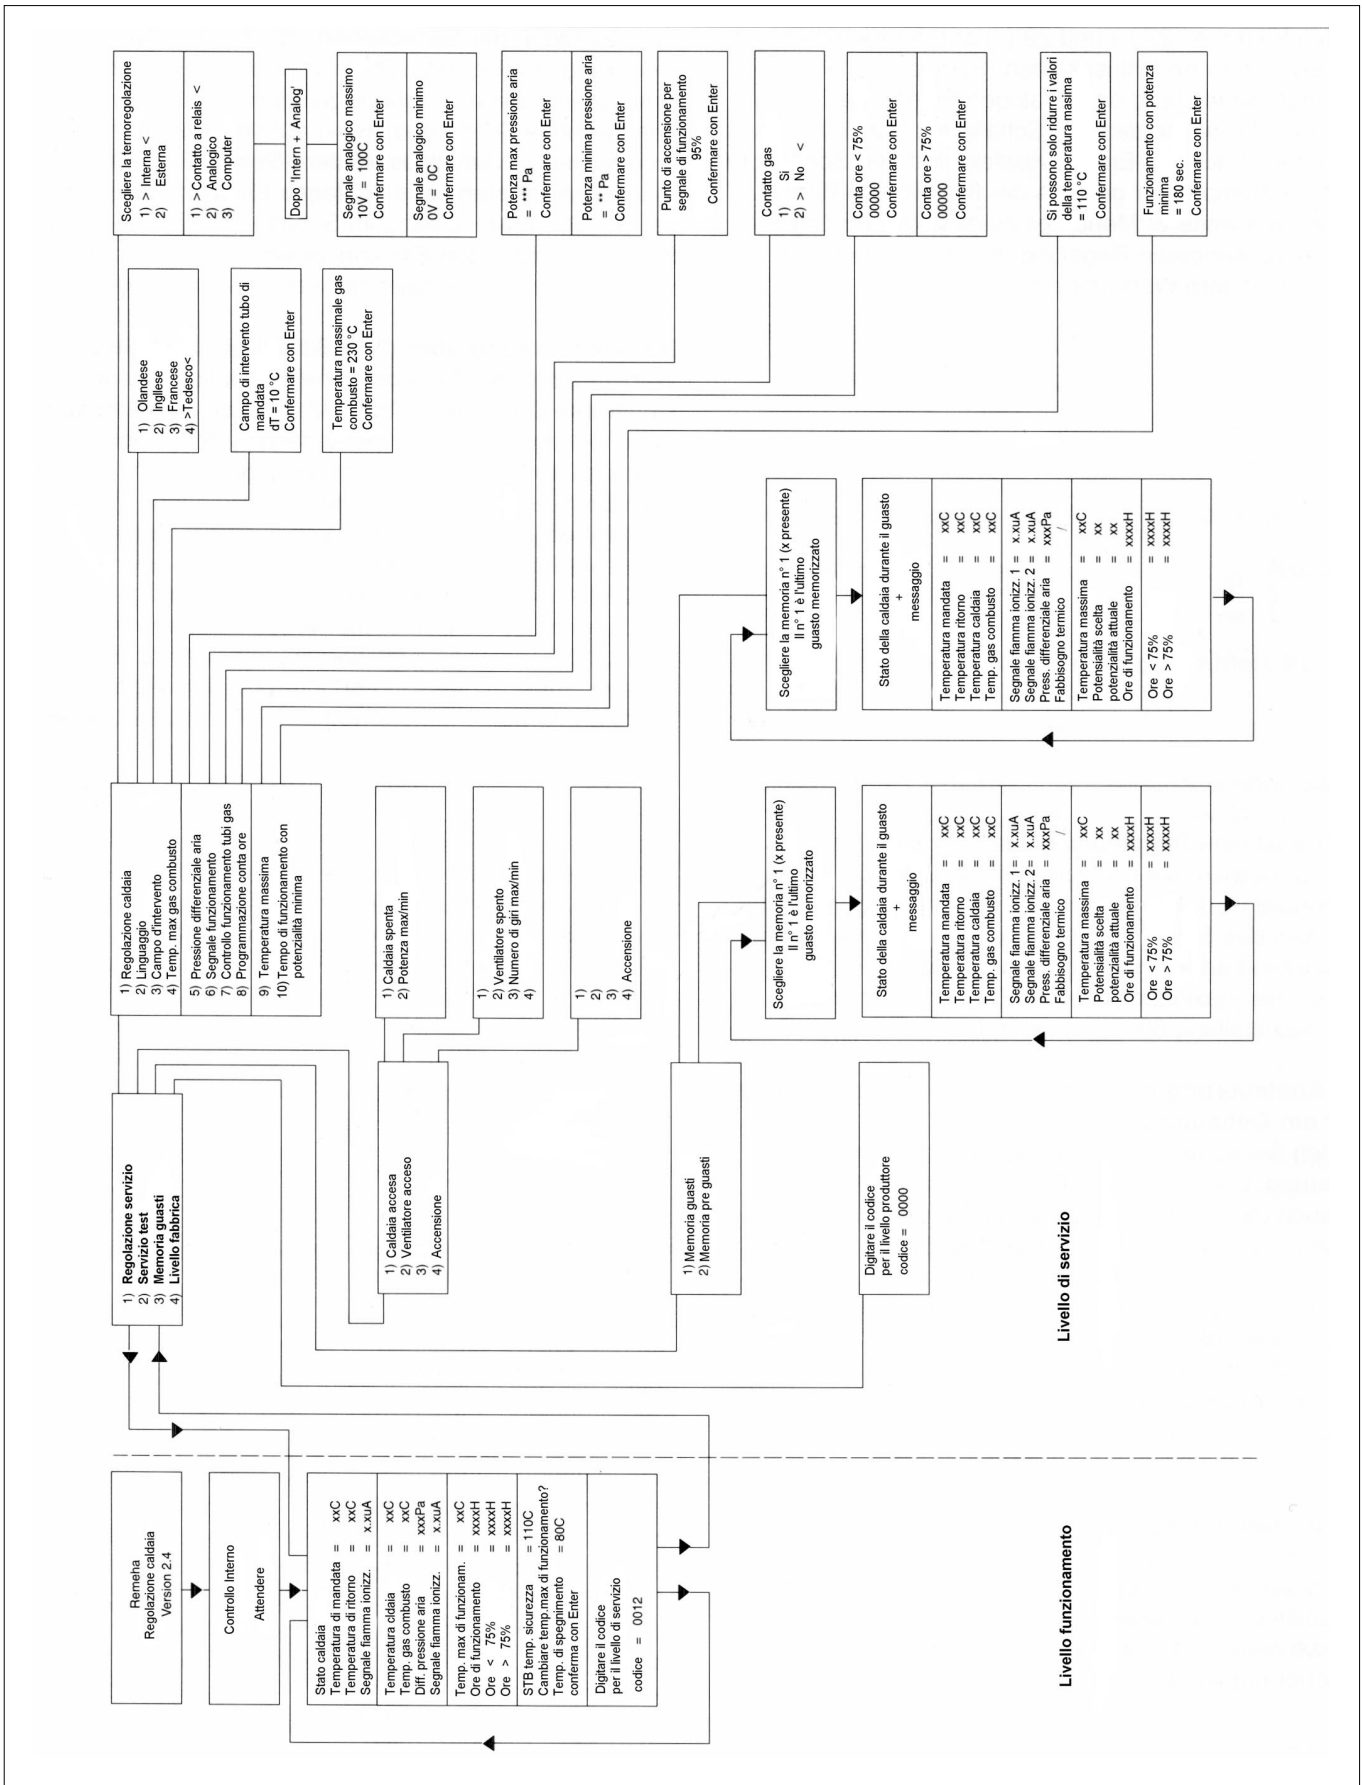 Remeha
Regolazione caldaia
Version 2.4
Controllo Interno
Attendere
Stato caldaia
Temperatura di mandata = xxC
Temperatura di ritorno = xxC
Segnale fiamma ionizz. = x.xuA
Temperatura cldaia = xxC
Temp. gas combusto = xxC
Diff. pressione aria = xxxPa
Segnale fiamma ionizz. = x.xuA
Temp. max di funzionam. = xxC
Ore di funzionamento = xxxxH
Ore < 75% = xxxxH
Ore > 75% = xxxxH
STB temp. sicurezza = 110C
Cambiare temp.max di funzionamento?
Temp. di spegnimento = 80C
conferma con Enter
Digitare il codice
per il livello di servizio
codice = 0012
Livello funzionamento
1) Regolazione servizio
2) Servizio test
3) Memoria guasti
4) Livello fabbrica
1) Caldaia accesa
2) Ventilatore acceso
3)
4) Accensione
1) Memoria guasti
2) Memoria pre guasti
Digitare il codice
per il livello produttore
codice = 0000
Livello di servizio
1) Regolazione caldaia
2) Linguaggio
3) Campo d'intervento
4) Temp. max gas combusto
5) Pressione differenziale aria
6) Segnale funzionamento
7) Controllo funzionamento tubi gas
8) Programmazione conta ore
9) Temperatura massima
10) Tempo di funzionamento con
potenzialità minima
1) Caldaia spenta
2) Potenza max/min
1)
2) Ventilatore spento
3) Numero di giri max/min
4)
1)
2)
3)
4) Accensione
Scegliere la memoria n° 1 (x presente)
Il n° 1 è l'ultimo
guasto memorizzato
Stato della caldaia durante il guasto
+
messaggio
Temperatura mandata = xxC
Temperatura ritorno = xxC
Temperatura caldaia = xxC
Temp. gas combusto = xxC
Segnale fiamma ionizz. 1 = x.xuA
Segnale fiamma ionizz. 2 = x.xuA
Press. differenziale aria = xxxPa
Fabbisogno termico /
Temperatura massima = xxC
Potensialità scelta = xx
potenzialità attuale = xx
Ore di funzionamento = xxxxH
Ore < 75% = xxxxH
Ore > 75% = xxxxH
Scegliere la memoria n° 1 (x presente)
Il n° 1 è l'ultimo
guasto memorizzato
Stato della caldaia durante il guasto
+
messaggio
Temperatura mandata = xxC
Temperatura ritorno = xxC
Temperatura caldaia = xxC
Temp. gas combusto = xxC
Segnale fiamma ionizz. 1 = x.xuA
Segnale fiamma ionizz. 2 = x.xuA
Press. differenziale aria = xxxPa
Fabbisogno termico /
Temperatura massima = xxC
Potensialità scelta = xx
potenzialità attuale = xx
Ore di funzionamento = xxxxH
Ore < 75% = xxxxH
Ore > 75% = xxxxH
1) Olandese
2) Ingllese
3) Francese
4) >Tedesco<
Campo di intervento tubo di
mandata
dT = 10 °C
Confermare con Enter
Temperatura massimale gas
combusto = 230 °C
Confermare con Enter
Scegliere la termoregolazione
1) > Interna <
2) Esterna
1) >Contatto a relais <
2) Analogico
3) Computer
Dopo 'Intern + Analog'
Segnale analogico massimo
10V = 100C
Confermare con Enter
Segnale analogico minimo
0V = 0C
Confermare con Enter
Potenza max pressione aria
= *** Pa
Confermare con Enter
Potenza minima pressione aria
= ** Pa
Confermare con Enter
Punto di accensione per
segnale di funzionamento
95%
Confermare con Enter
Contatto gas
1) Si
2) > No <
Conta ore < 75%
00000
Confermare con Enter
Conta ore > 75%
00000
Confermare con Enter
Si possono solo ridurre i valori
della temperatura masima
= 110 °C
Confermare con Enter
Funzionamento con potenza
minima
= 180 sec.
Confermare con Enter